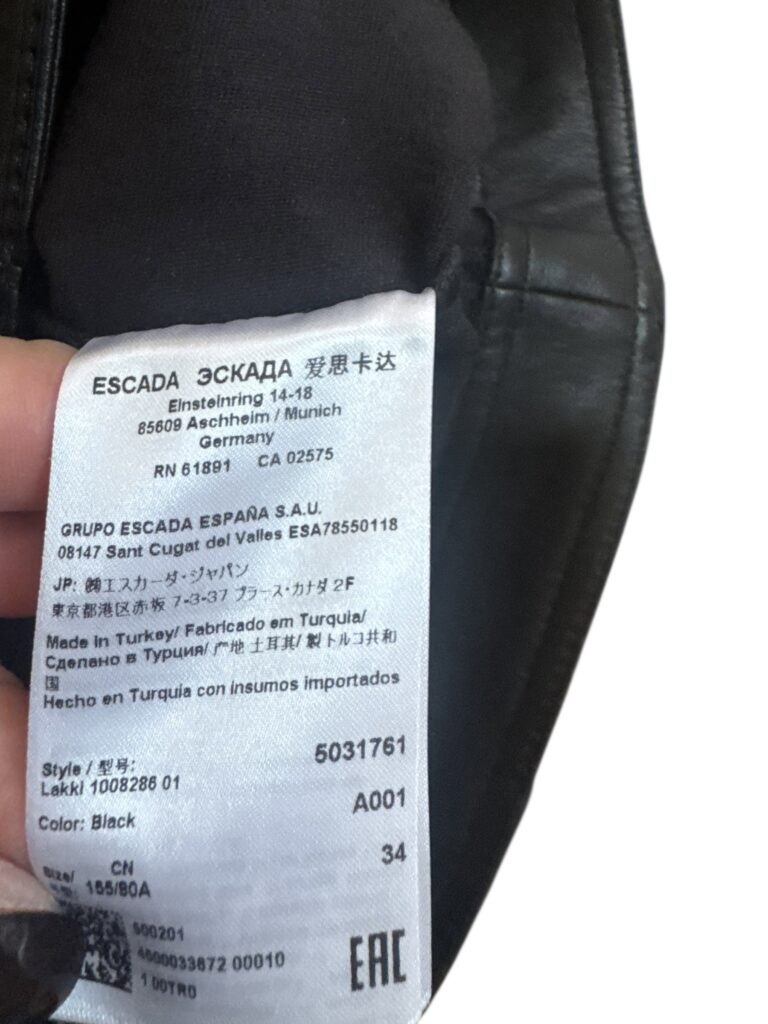 ESCADA ЭСКАДА 爱思卡达
Einsteinring 14-18
85609 Aschheim / Munich
Germany
RN 61891 CA 02575
GRUPO ESCADA ESPAÑA S.A.U.
08147 Sant Cugat del Valles ESA78550118
JP: ㈱エスカーダ・ジャパン
東京都港区赤坂 7-3-37 プラース・カナダ 2F
Made in Turkey/ Fabricado em Turquia/
Сделано в Турция/ 产地 土耳其/ 製トルコ共和
国
Hecho en Turquia con insumos importados
Style / 型号: 5031761
Lakki 1008286 01
Color: Black A001
Size/ CN 34
155/80A
500201
4600033672 00010
1 00TR0
EAC